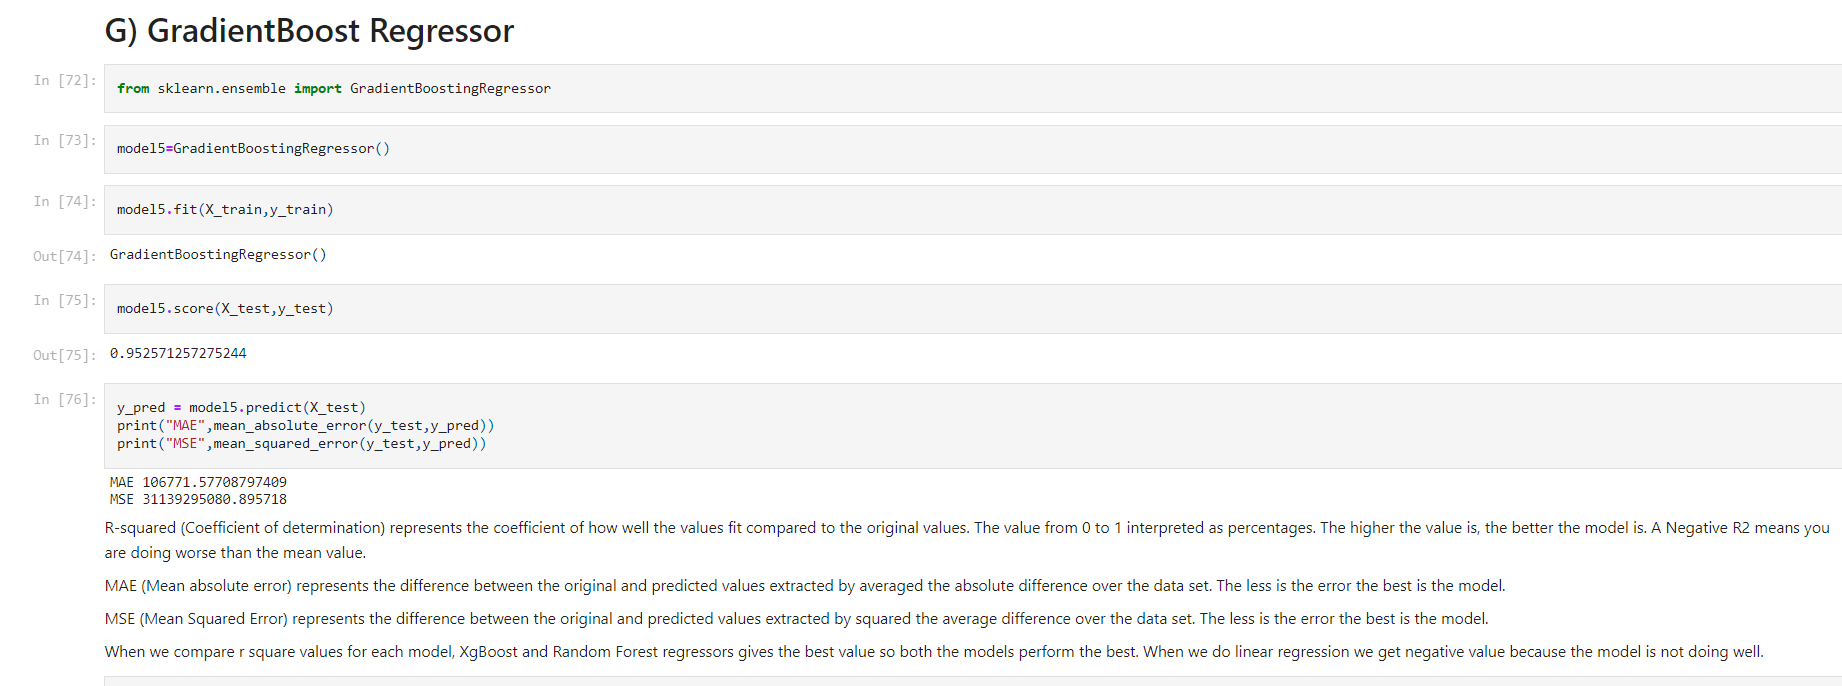 G) GradientBoost Regressor
In [72]:
from sklearn.ensemble import GradientBoostingRegressor
In [73]:
model5=GradientBoostingRegressor()
In [74]:
model5.fit(X_train,y_train)
Out[74]:
GradientBoostingRegressor()
In [75]:
model5.score(X_test,y_test)
Out[75]:
0.952571257275244
In [76]:
y_pred = model5.predict(X_test)
print("MAE",mean_absolute_error(y_test,y_pred))
print("MSE",mean_squared_error(y_test,y_pred))
MAE 106771.57708797409
MSE 31139295080.895718
R-squared (Coefficient of determination) represents the coefficient of how well the values fit compared to the original values. The value from 0 to 1 interpreted as percentages. The higher the value is, the better the model is. A Negative R2 means you
are doing worse than the mean value.
MAE (Mean absolute error) represents the difference between the original and predicted values extracted by averaged the absolute difference over the data set. The less is the error the best is the model.
MSE (Mean Squared Error) represents the difference between the original and predicted values extracted by squared the average difference over the data set. The less is the error the best is the model.
When we compare r square values for each model, XgBoost and Random Forest regressors gives the best value so both the models perform the best. When we do linear regression we get negative value because the model is not doing well.